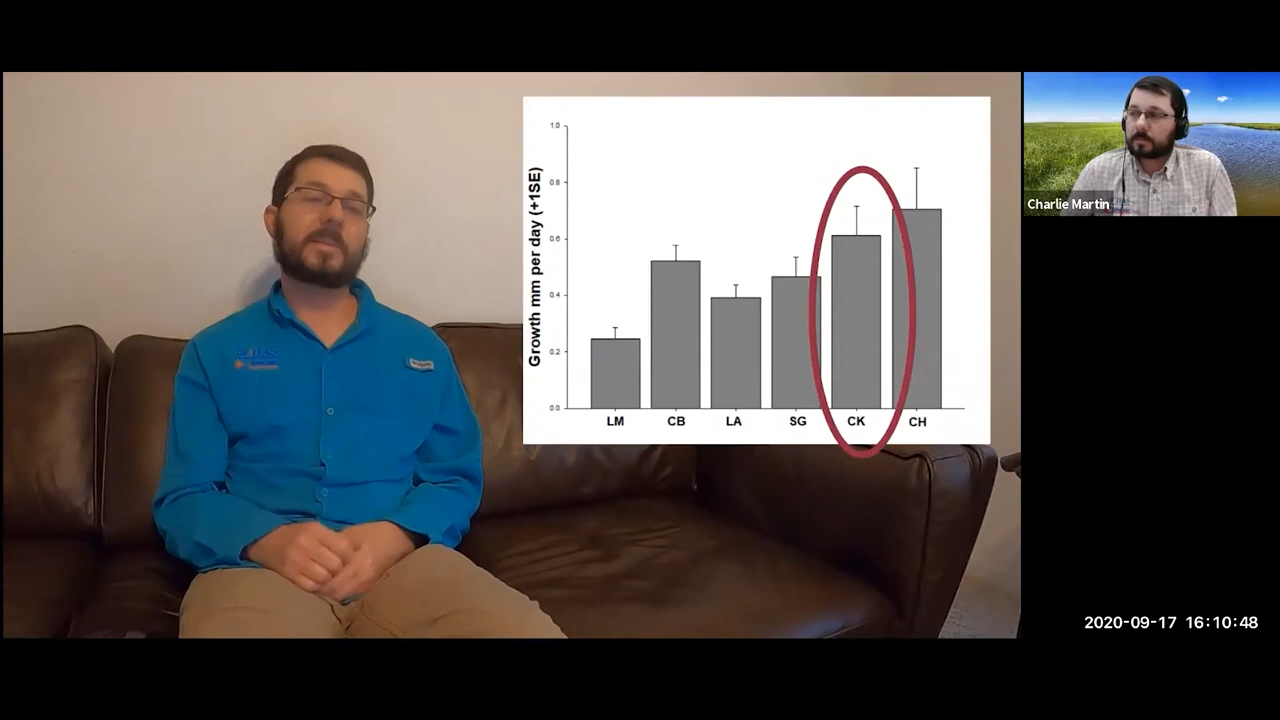 1.0
0.8
0.6
0.4
0.2
0.0
Growth mm per day (+1SE)
LM CB LA SG CK CH
Charlie Martin
2020-09-17 16:10:48